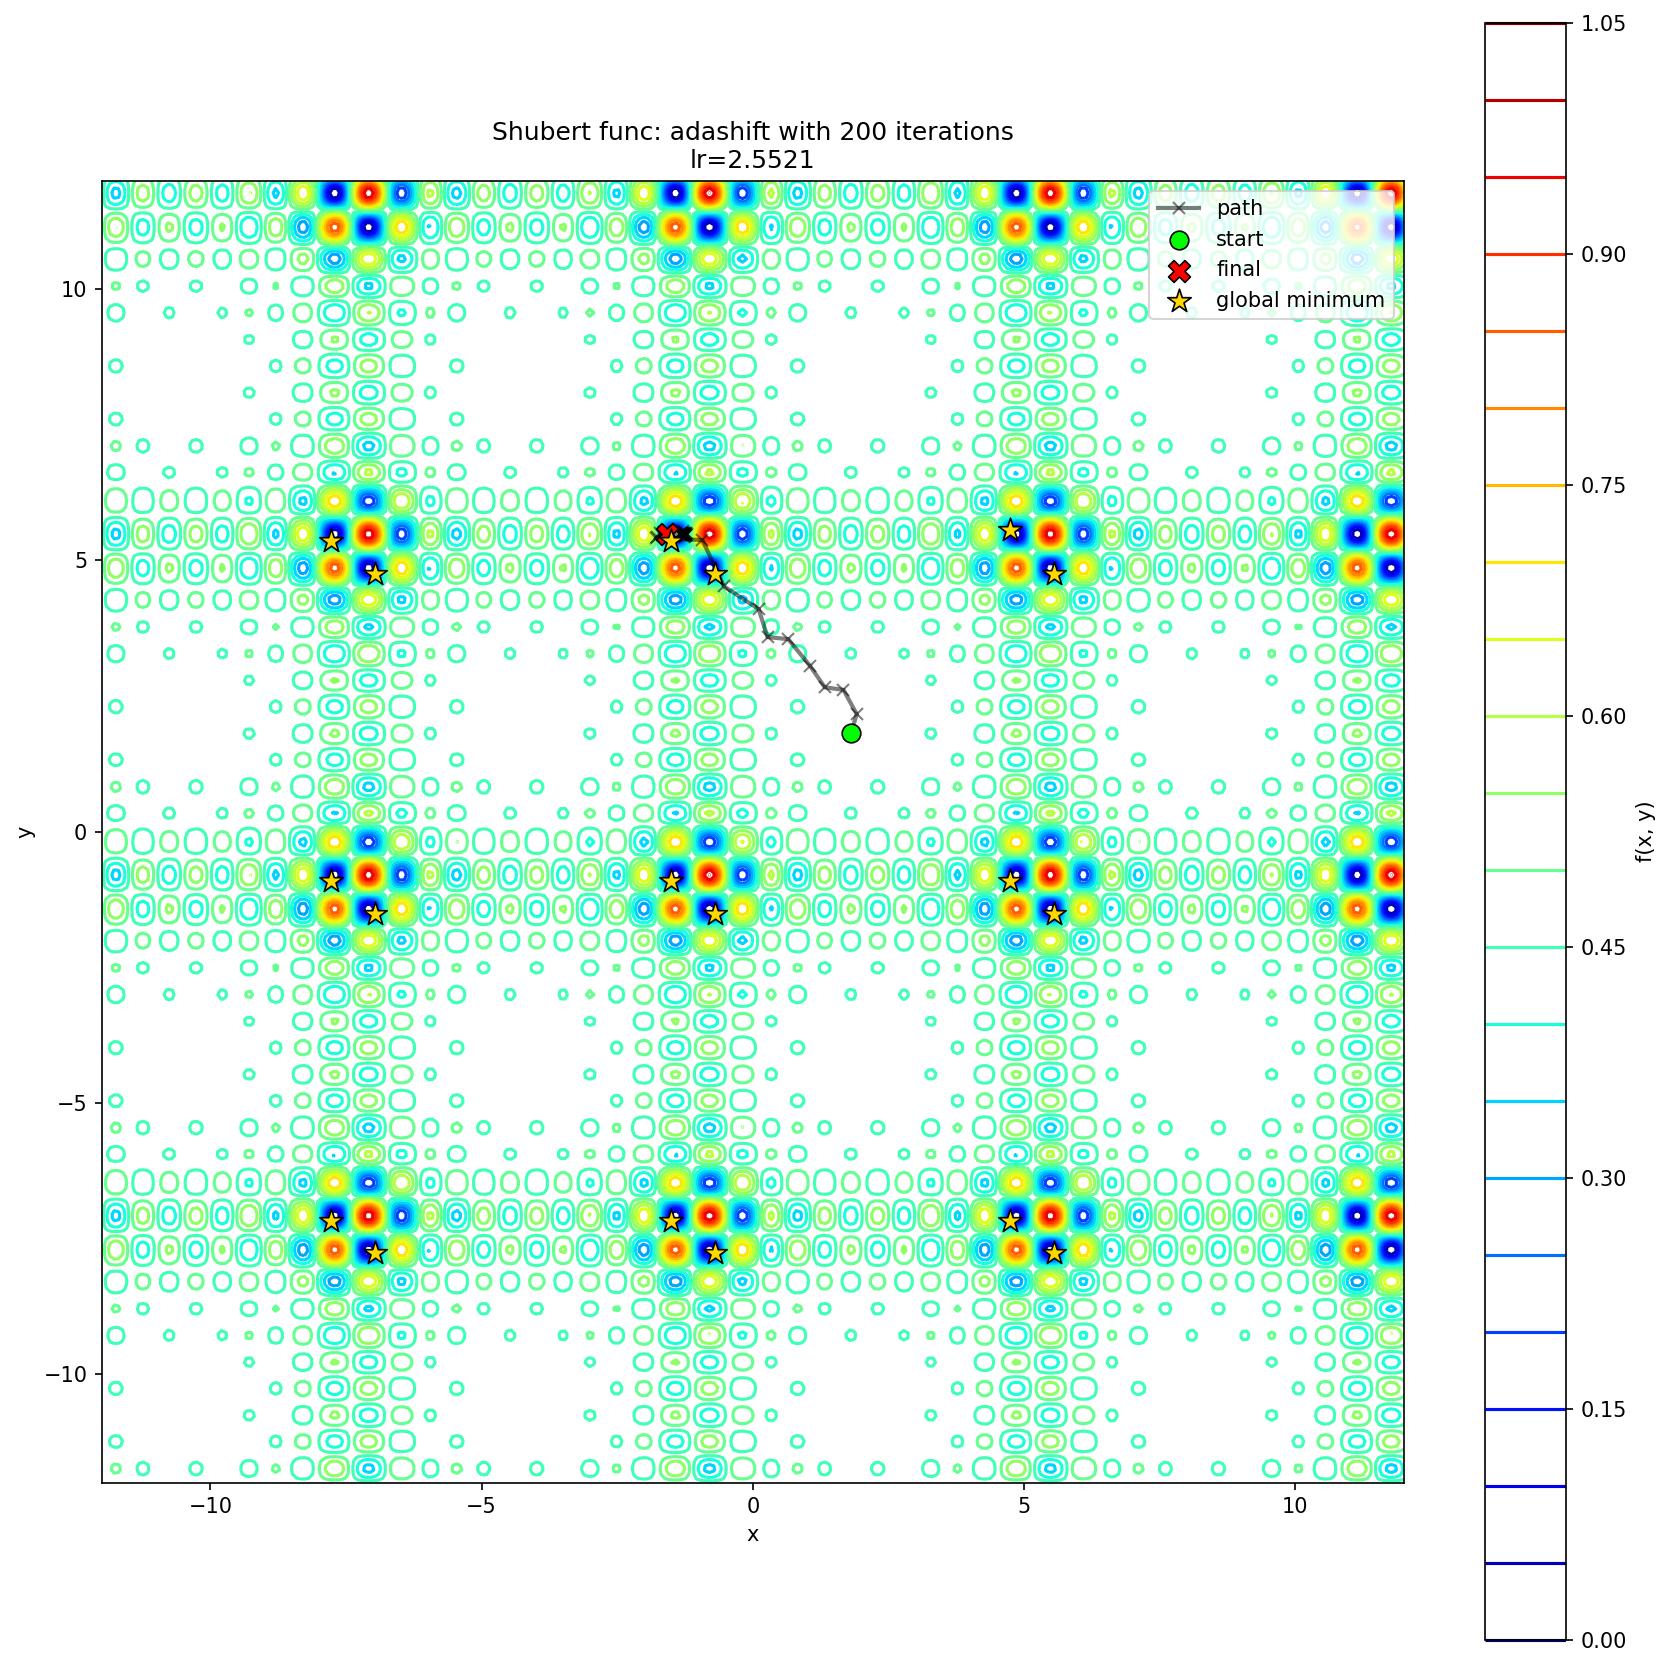 Shubert func: adashift with 200 iterations
lr=2.5521
path
start
final
global minimum
10
5
0
−5
−10
y
−10
−5
0
5
10
x
1.05
0.90
0.75
0.60
0.45
0.30
0.15
0.00
f(x, y)